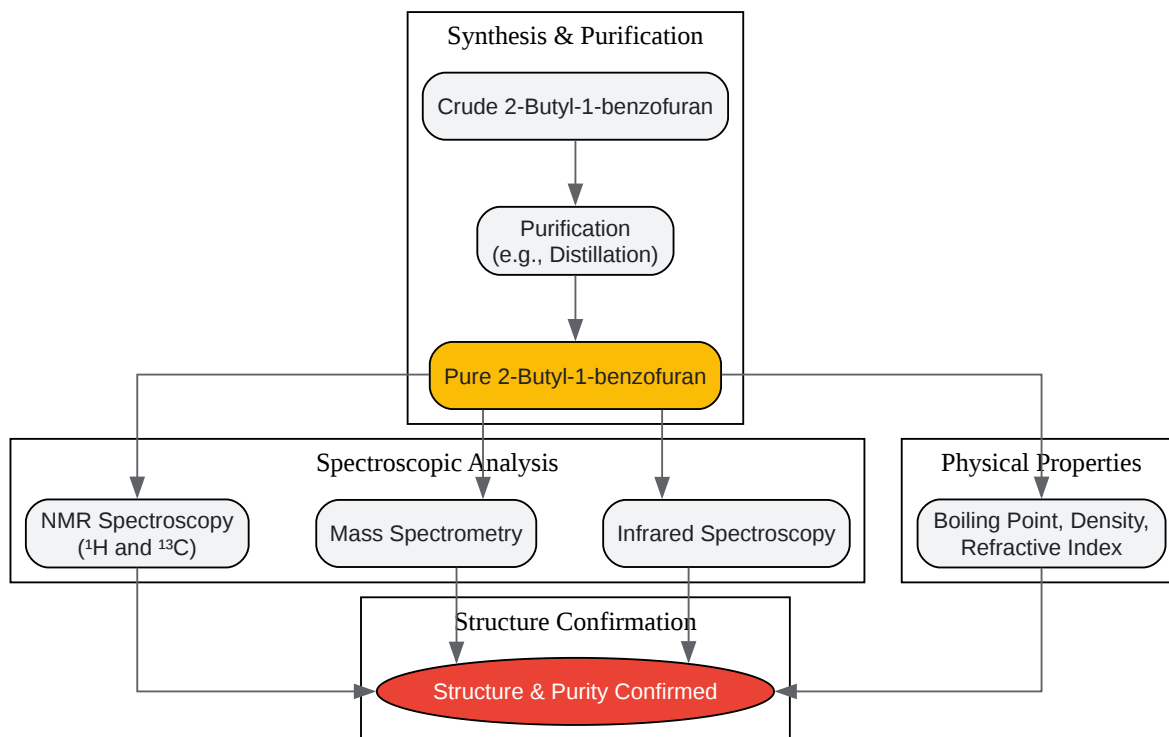 Synthesis & Purification
Crude 2-Butyl-1-benzofuran
Purification
(e.g., Distillation)
Pure 2-Butyl-1-benzofuran
Spectroscopic Analysis
Physical Properties
NMR Spectroscopy
(¹H and ¹³C)
Mass Spectrometry
Infrared Spectroscopy
Boiling Point, Density,
Refractive Index
Structure Confirmation
Structure & Purity Confirmed